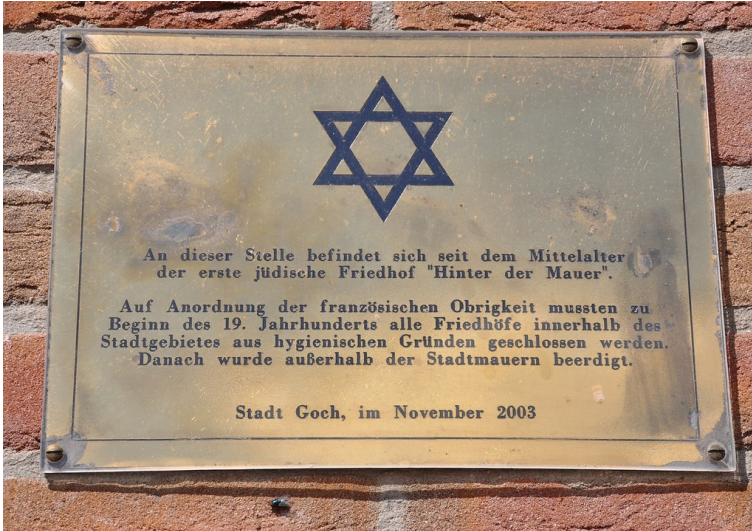 An dieser Stelle befindet sich seit dem Mittelalter
der erste jüdische Friedhof "Hinter der Mauer".
Auf Anordnung der französischen Obrigkeit mussten zu
Beginn des 19. Jahrhunderts alle Friedhöfe innerhalb des
Stadtgebietes aus hygienischen Gründen geschlossen werden.
Danach wurde außerhalb der Stadtmauern beerdigt.
Stadt Goch, im November 2003